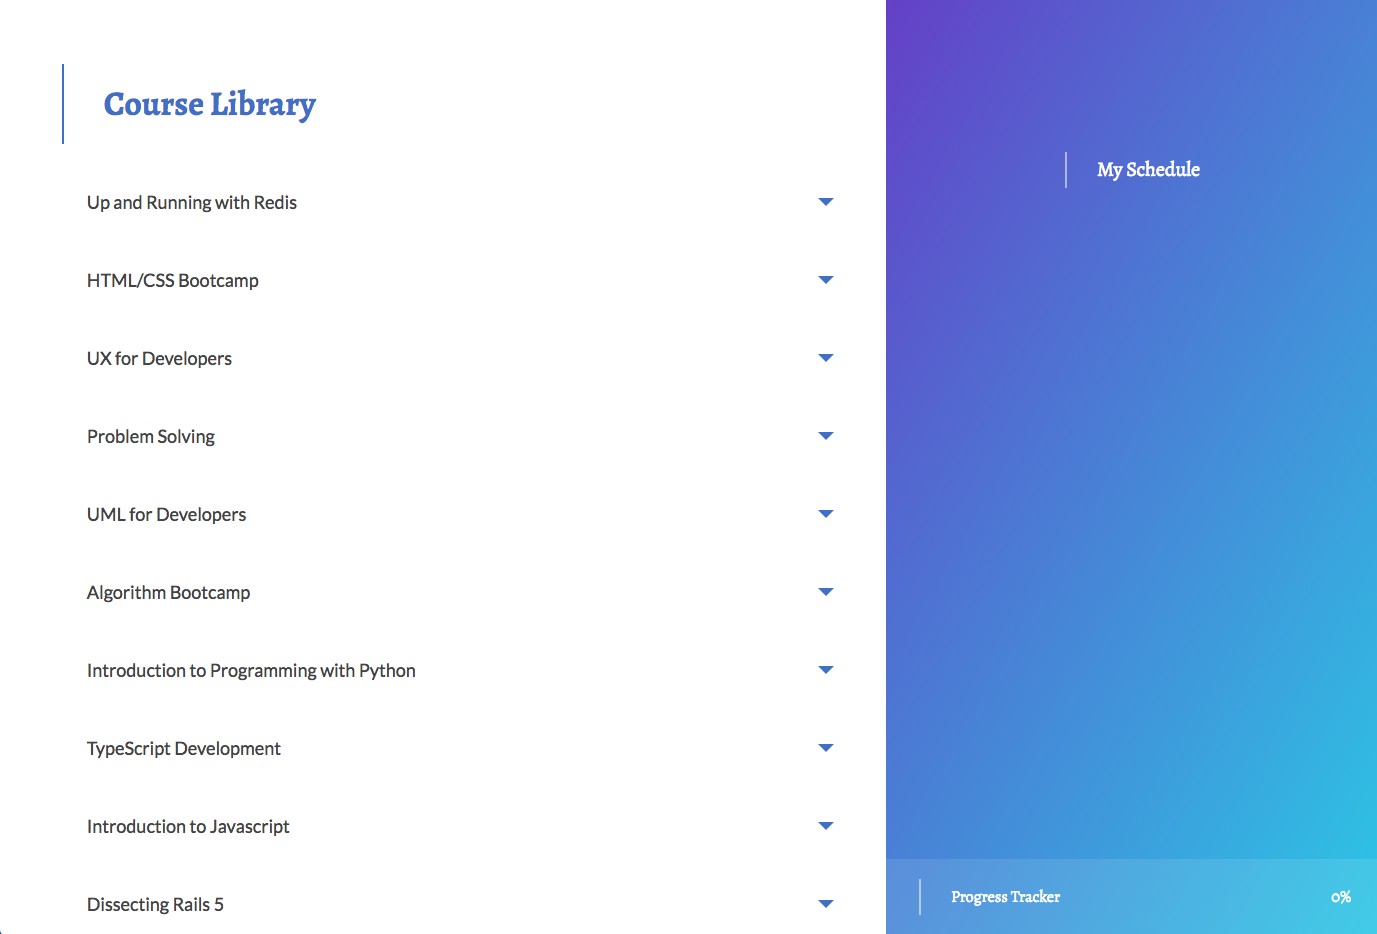 Course Library
Up and Running with Redis
HTML/CSS Bootcamp
UX for Developers
Problem Solving
UML for Developers
Algorithm Bootcamp
Introduction to Programming with Python
TypeScript Development
Introduction to Javascript
Dissecting Rails 5
My Schedule
Progress Tracker 0%